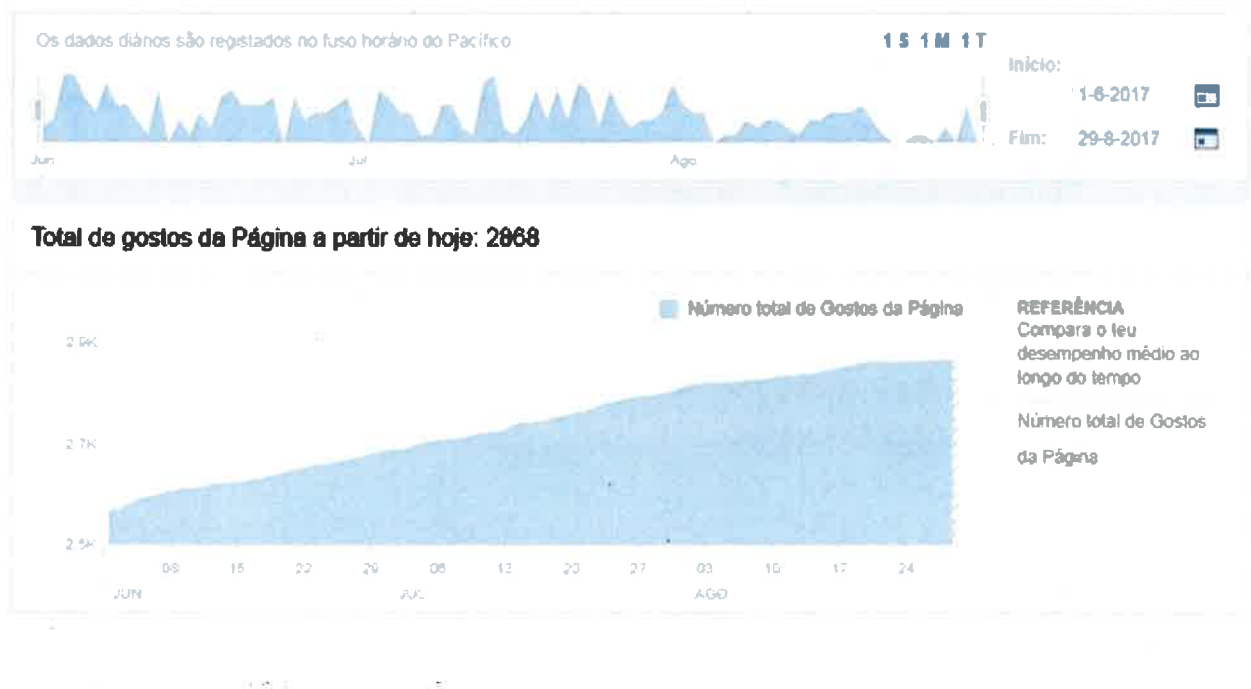 Os dados diários são registados no fuso horário do Pacífico
1 S 1 M 1 T
Início:
1-6-2017
Fim: 29-8-2017
Jun Jul Ago
Total de gostos da Página a partir de hoje: 2868
Número total de Gostos da Página
REFERÊNCIA
Compara o teu
desempenho médio ao
longo do tempo
Número total de Gostos
da Página
2.9K
2.7K
2.5K
08 15 22 29 06 13 20 27 03 10 17 24
JUN JUL AGO